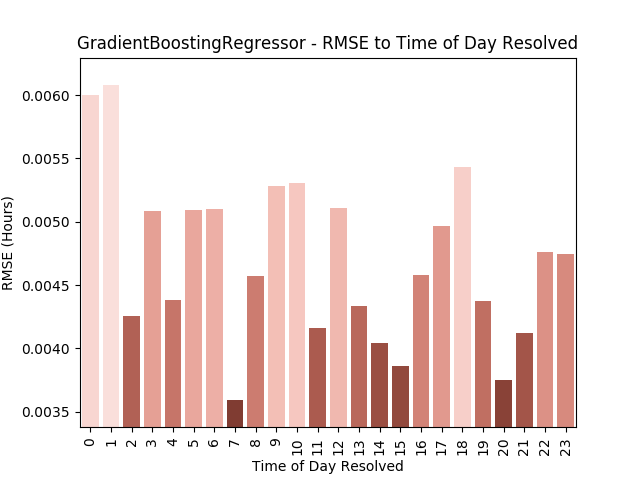 GradientBoostingRegressor - RMSE to Time of Day Resolved
0.0060
0.0055
0.0050
0.0045
0.0040
0.0035
RMSE (Hours)
0 1 2 3 4 5 6 7 8 9 10 11 12 13 14 15 16 17 18 19 20 21 22 23
Time of Day Resolved